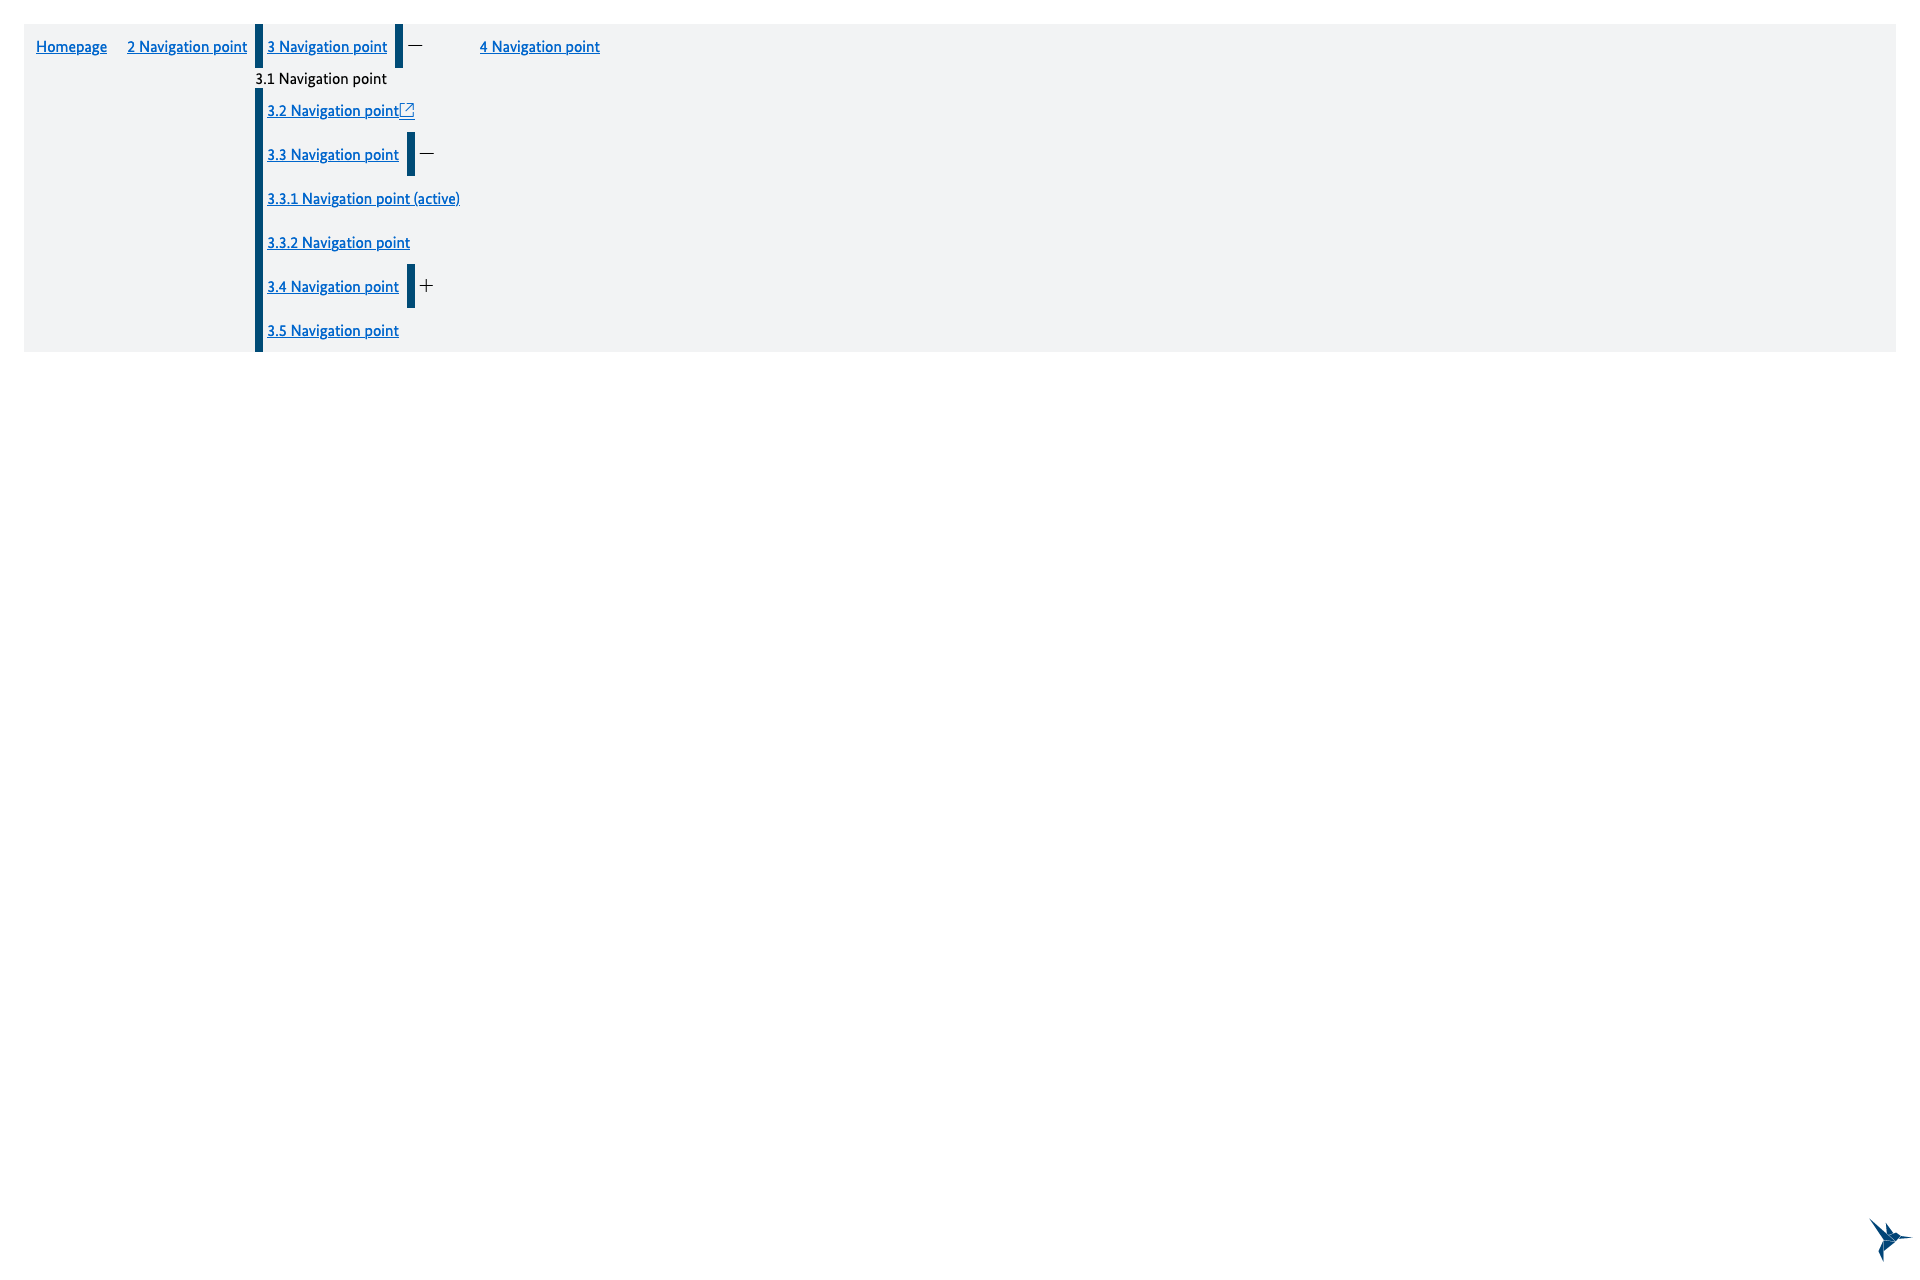 Homepage 2 Navigation point 3 Navigation point 4 Navigation point
3.1 Navigation point
3.2 Navigation point
3.3 Navigation point
3.3.1 Navigation point (active)
3.3.2 Navigation point
3.4 Navigation point
3.5 Navigation point